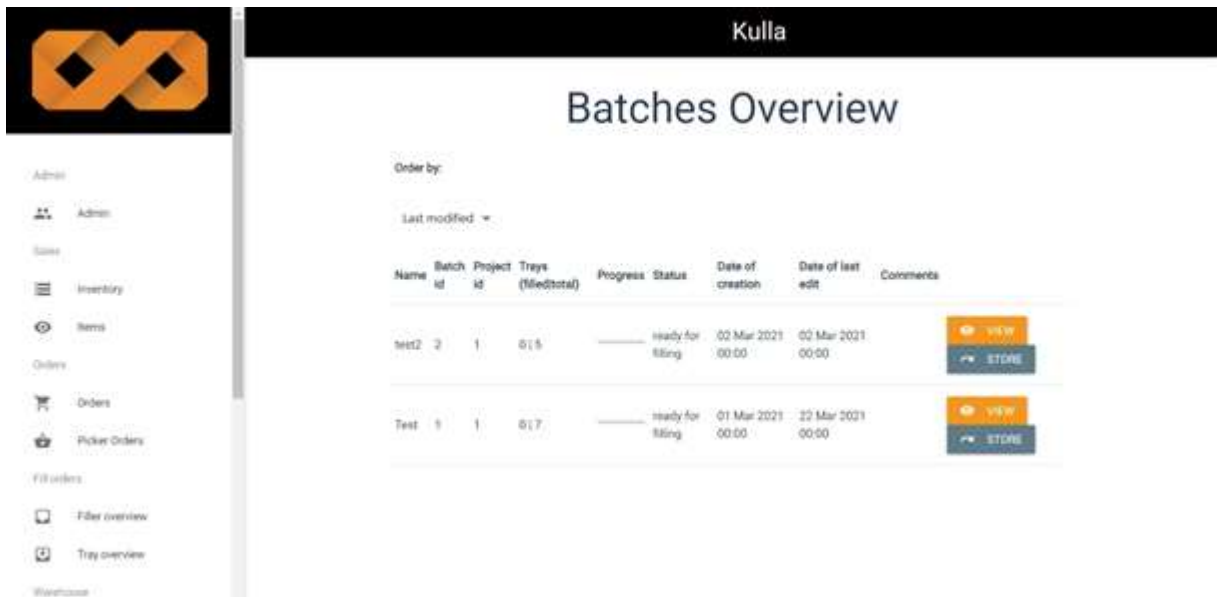 Kulla
Batches Overview
Admin
Admin
Sales
Inventory
Items
Orders
Orders
Picker Orders
Fill orders
Filler overview
Tray overview
Warehouse
Order by:
Last modified
Name Batch id Project id Trays (filled|total) Progress Status Date of creation Date of last edit Comments
test2 2 1 0 | 5 ready for filling 02 Mar 2021 00:00 02 Mar 2021 00:00
VIEW
STORE
Test 1 1 0 | 7 ready for filling 01 Mar 2021 00:00 22 Mar 2021 00:00
VIEW
STORE